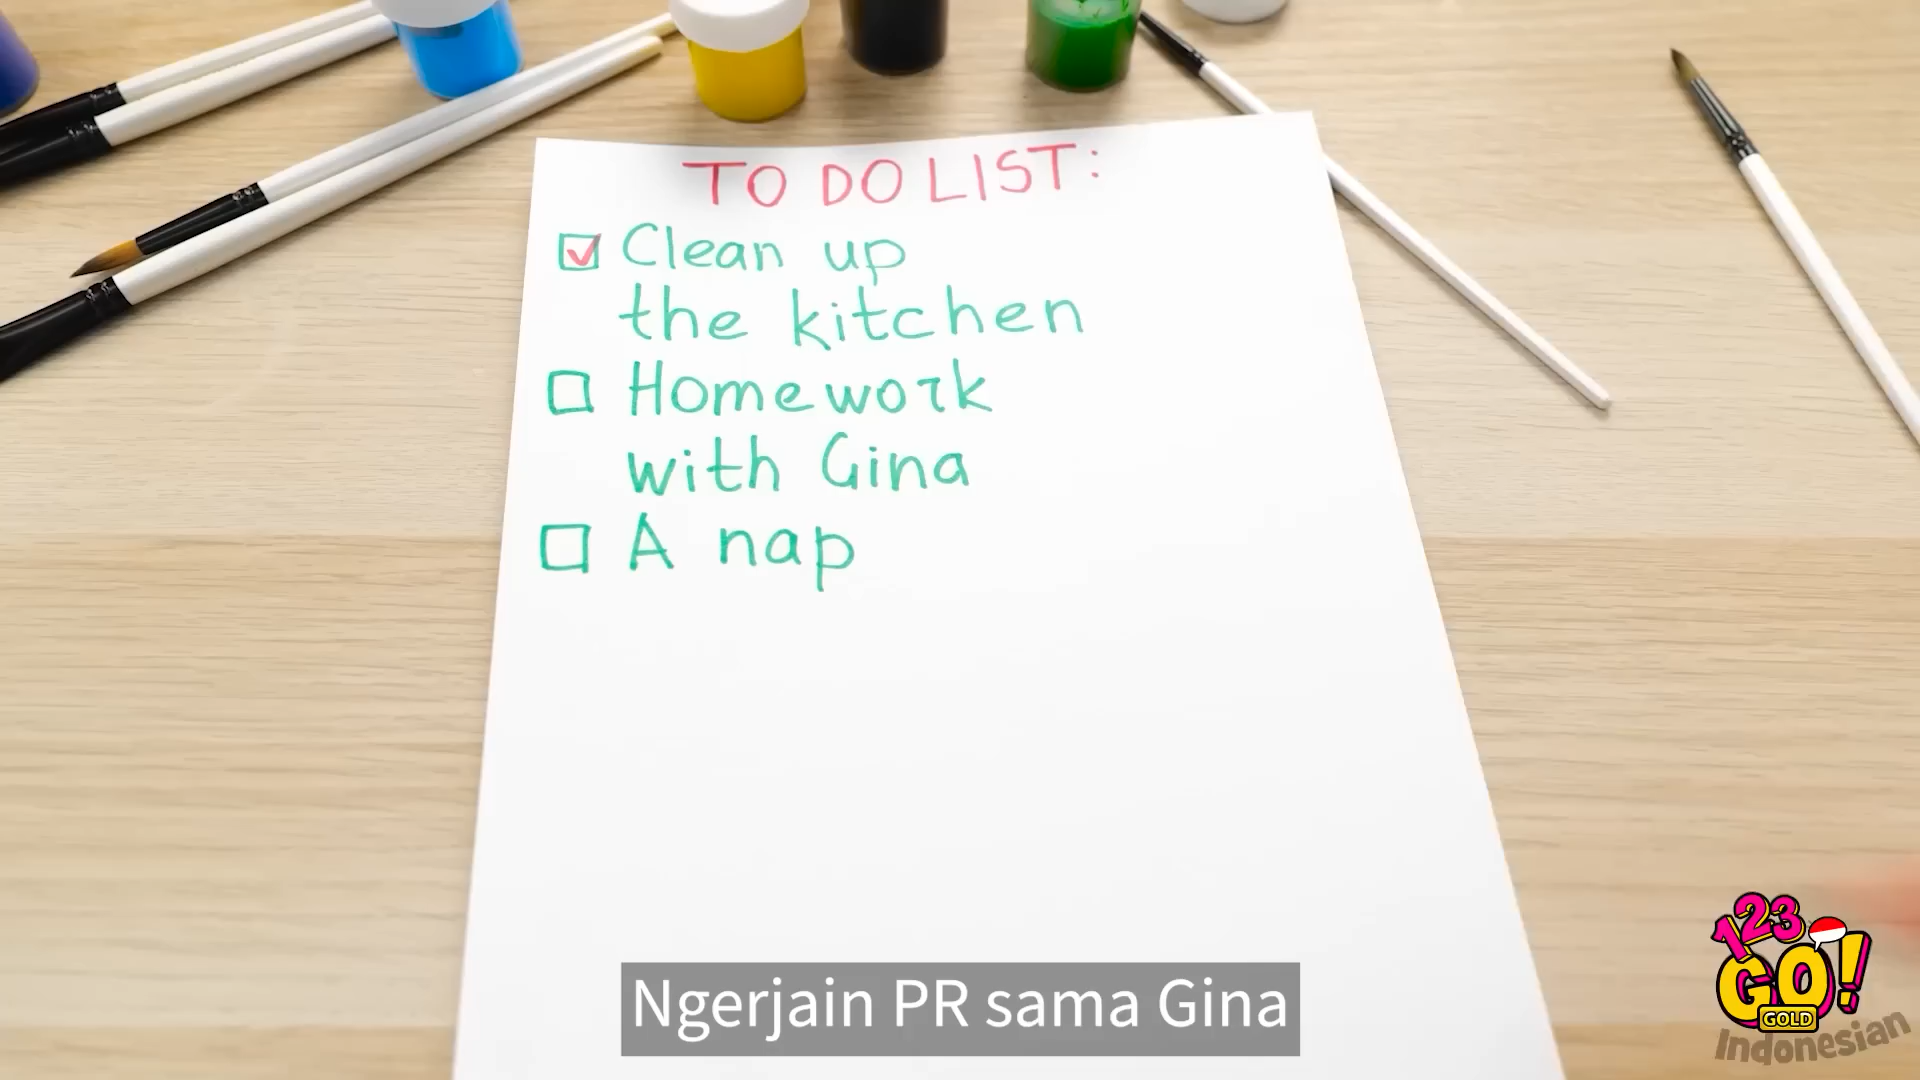 TO DO LIST:
Clean up
the kitchen
Homework
with Gina
A nap
Ngerjain PR sama Gina
123
GO!
GOLD
Indonesian